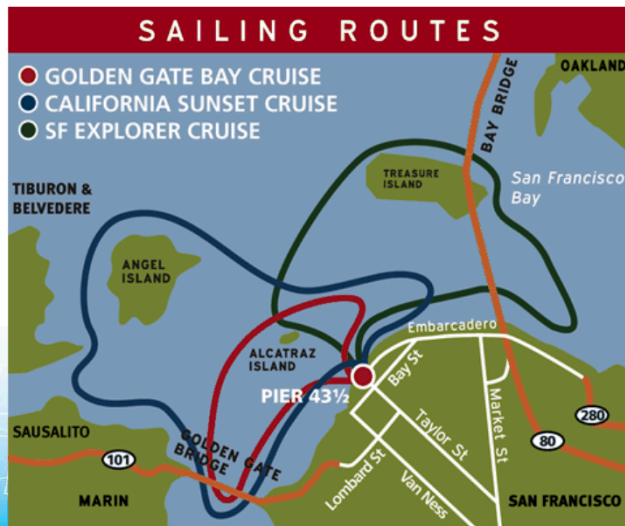 SAILING ROUTES
GOLDEN GATE BAY CRUISE
CALIFORNIA SUNSET CRUISE
SF EXPLORER CRUISE
OAKLAND
BAY BRIDGE
TREASURE
ISLAND
San Francisco
Bay
TIBURON &
BELVEDERE
ANGEL
ISLAND
ALCATRAZ
ISLAND
Embarcadero
PIER 43½
Bay St
Taylor St
Market St
280
80
SAUSALITO
101
GOLDEN GATE
BRIDGE
Lombard St
Van Ness
MARIN
SAN FRANCISCO